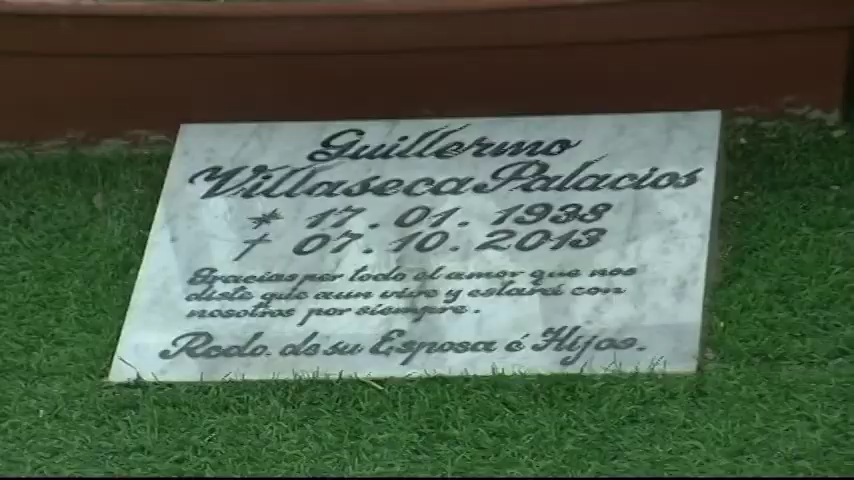 Guillermo
Villaseca Palacios
* 17. 01. 1938
† 07. 10. 2013
Gracias por todo el amor que nos
diste que aun vive y estará con
nosotros por siempre.
Rcdo. de su Esposa é Hijos.